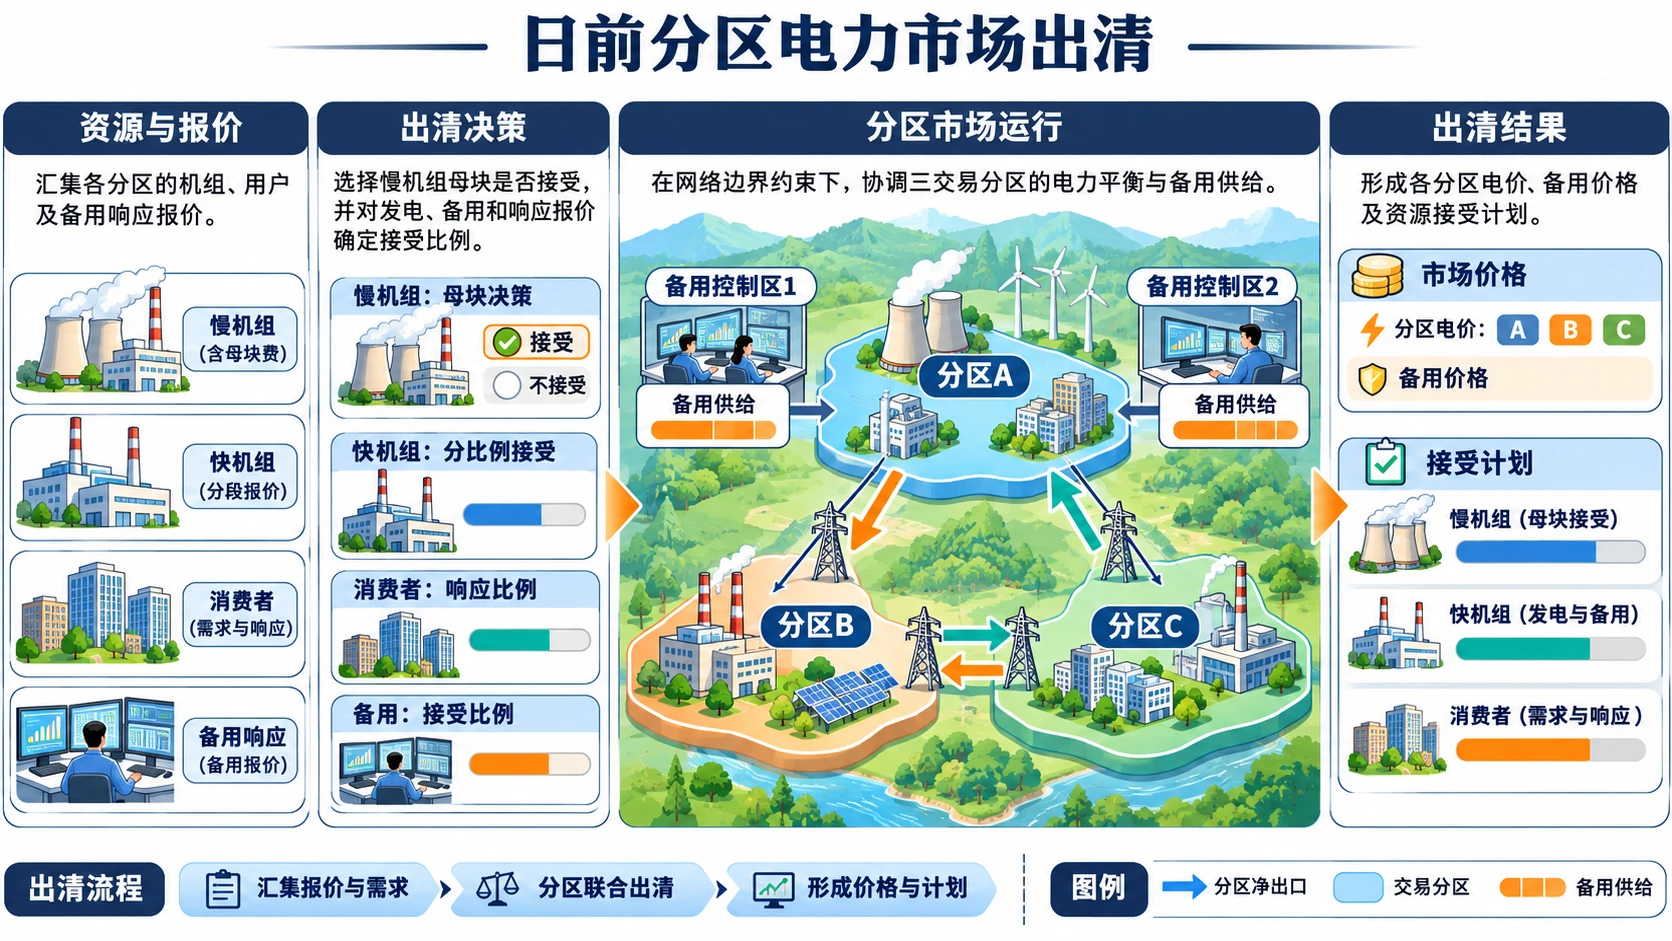 日前分区电力市场出清
资源与报价
汇集各分区的机组、用户
及备用响应报价。
慢机组
(含母块费)
快机组
(分段报价)
消费者
(需求与响应)
备用响应
(备用报价)
出清决策
选择慢机组母块是否接受，
并对发电、备用和响应报价
确定接受比例。
慢机组：母块决策
接受
不接受
快机组：分比例接受
消费者：响应比例
备用：接受比例
分区市场运行
在网络边界约束下，协调三交易分区的电力平衡与备用供给。
备用控制区1
备用供给
备用控制区2
备用供给
分区A
分区B
分区C
出清结果
形成各分区电价、备用价格
及资源接受计划。
市场价格
分区电价： A B C
备用价格
接受计划
慢机组 (母块接受)
快机组 (发电与备用)
消费者 (需求与响应)
出清流程
汇集报价与需求
分区联合出清
形成价格与计划
图例
分区净出口
交易分区
备用供给